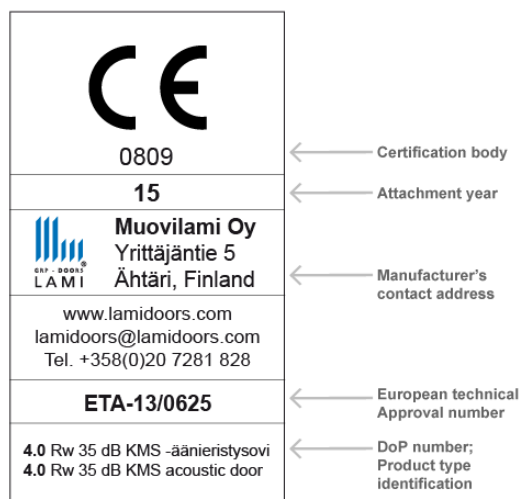 CE
0809
Certification body
15
Attachment year
GRP - DOORS
LAMI ®
Muovilami Oy
Yrittäjäntie 5
Ähtäri, Finland
Manufacturer's
contact address
www.lamidoors.com
lamidoors@lamidoors.com
Tel. +358(0)20 7281 828
ETA-13/0625
European technical
Approval number
4.0 Rw 35 dB KMS -äänieristysovi
4.0 Rw 35 dB KMS acoustic door
DoP number;
Product type
identification